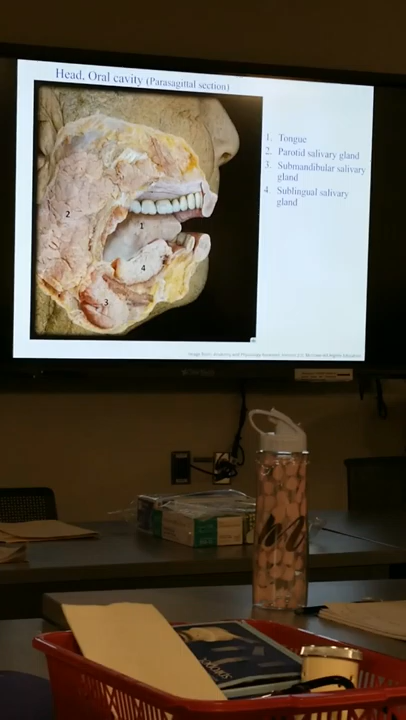 Head, Oral cavity (Parasagittal section)
1. Tongue
2. Parotid salivary gland
3. Submandibular salivary
gland
4 Sublingual salivary
gland
2
1
4
3